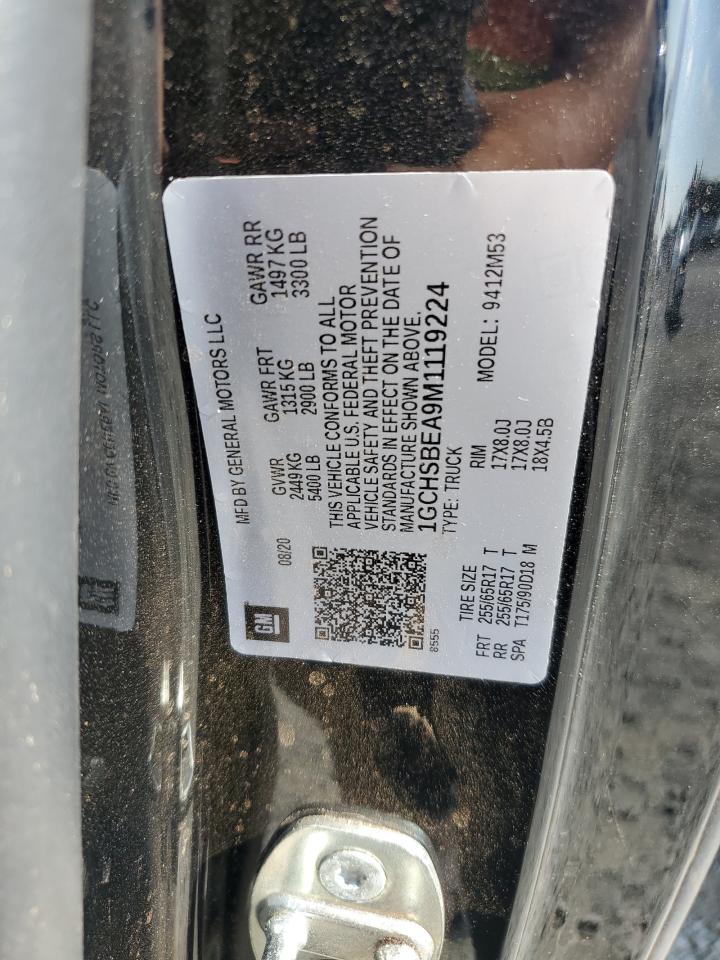 MFD BY GENERAL MOTORS LLC
GM
08/20 GVWR GAWR FRT GAWR RR
2449 KG 1315 KG 1497 KG
5400 LB 2900 LB 3300 LB
THIS VEHICLE CONFORMS TO ALL
APPLICABLE U.S. FEDERAL MOTOR
VEHICLE SAFETY AND THEFT PREVENTION
STANDARDS IN EFFECT ON THE DATE OF
MANUFACTURE SHOWN ABOVE.
1GCHSBEA9M1119224
8555 TYPE: TRUCK
TIRE SIZE RIM MODEL: 9412M53
FRT 255/65R17 T 17X8.0J
RR 255/65R17 T 17X8.0J
SPA T175/90D18 M 18X4.5B